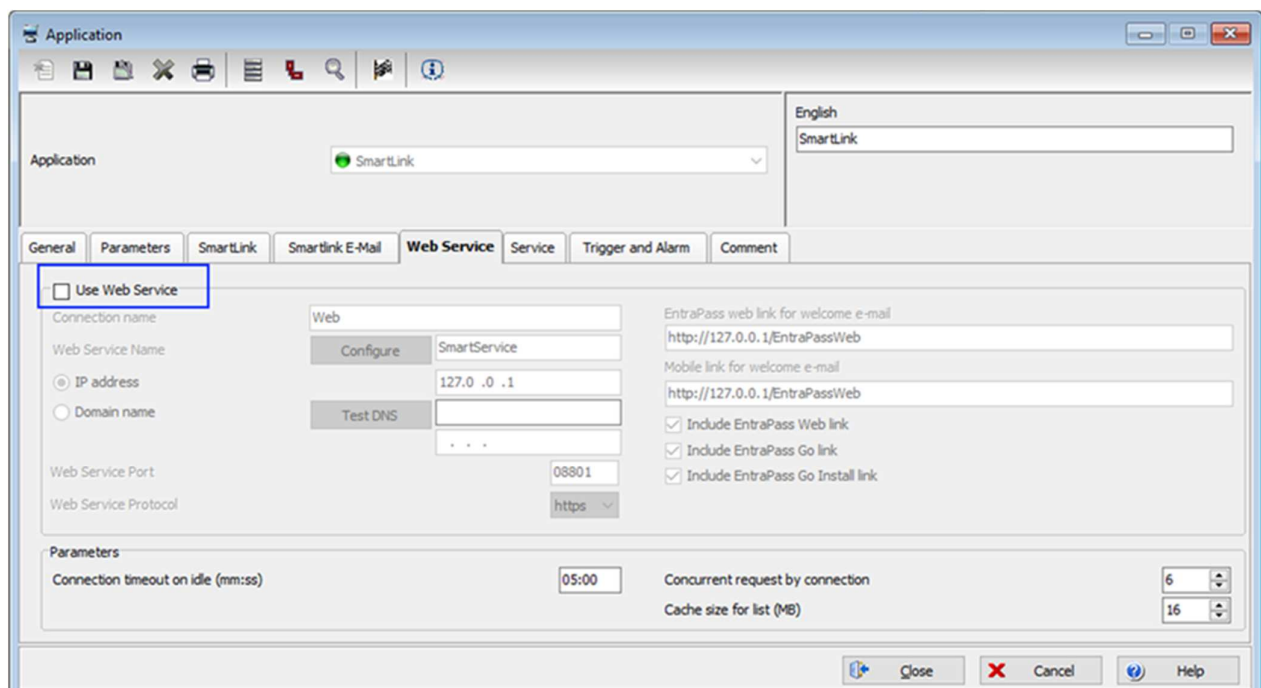 Application
English
SmartLink
Application
SmartLink
General Parameters SmartLink Smartlink E-Mail Web Service Service Trigger and Alarm Comment
Use Web Service
Connection name Web
Web Service Name Configure SmartService
IP address 127.0 .0 .1
Domain name Test DNS
. . .
Web Service Port 08801
Web Service Protocol https
EntraPass web link for welcome e-mail
http://127.0.0.1/EntraPassWeb
Mobile link for welcome e-mail
http://127.0.0.1/EntraPassWeb
Include EntraPass Web link
Include EntraPass Go link
Include EntraPass Go Install link
Parameters
Connection timeout on idle (mm:ss) 05:00
Concurrent request by connection 6
Cache size for list (MB) 16
Close Cancel Help